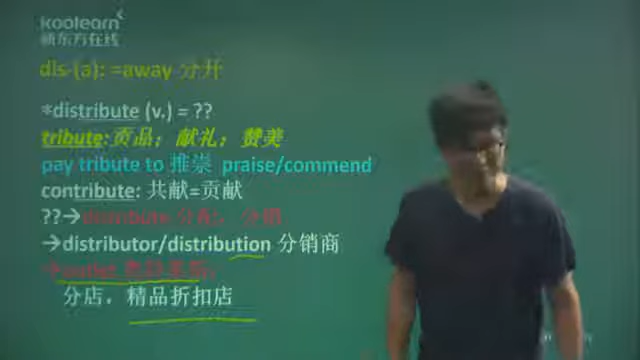 koolearn
新东方在线
dis-(a): =away 分开
*distribute (v.) = ??
tribute:贡品；献礼；赞美
pay tribute to 推崇 praise/commend
contribute: 共献=贡献
??→distribute 分配，分销
→distributor/distribution 分销商
→outlet
分店，精品折扣店